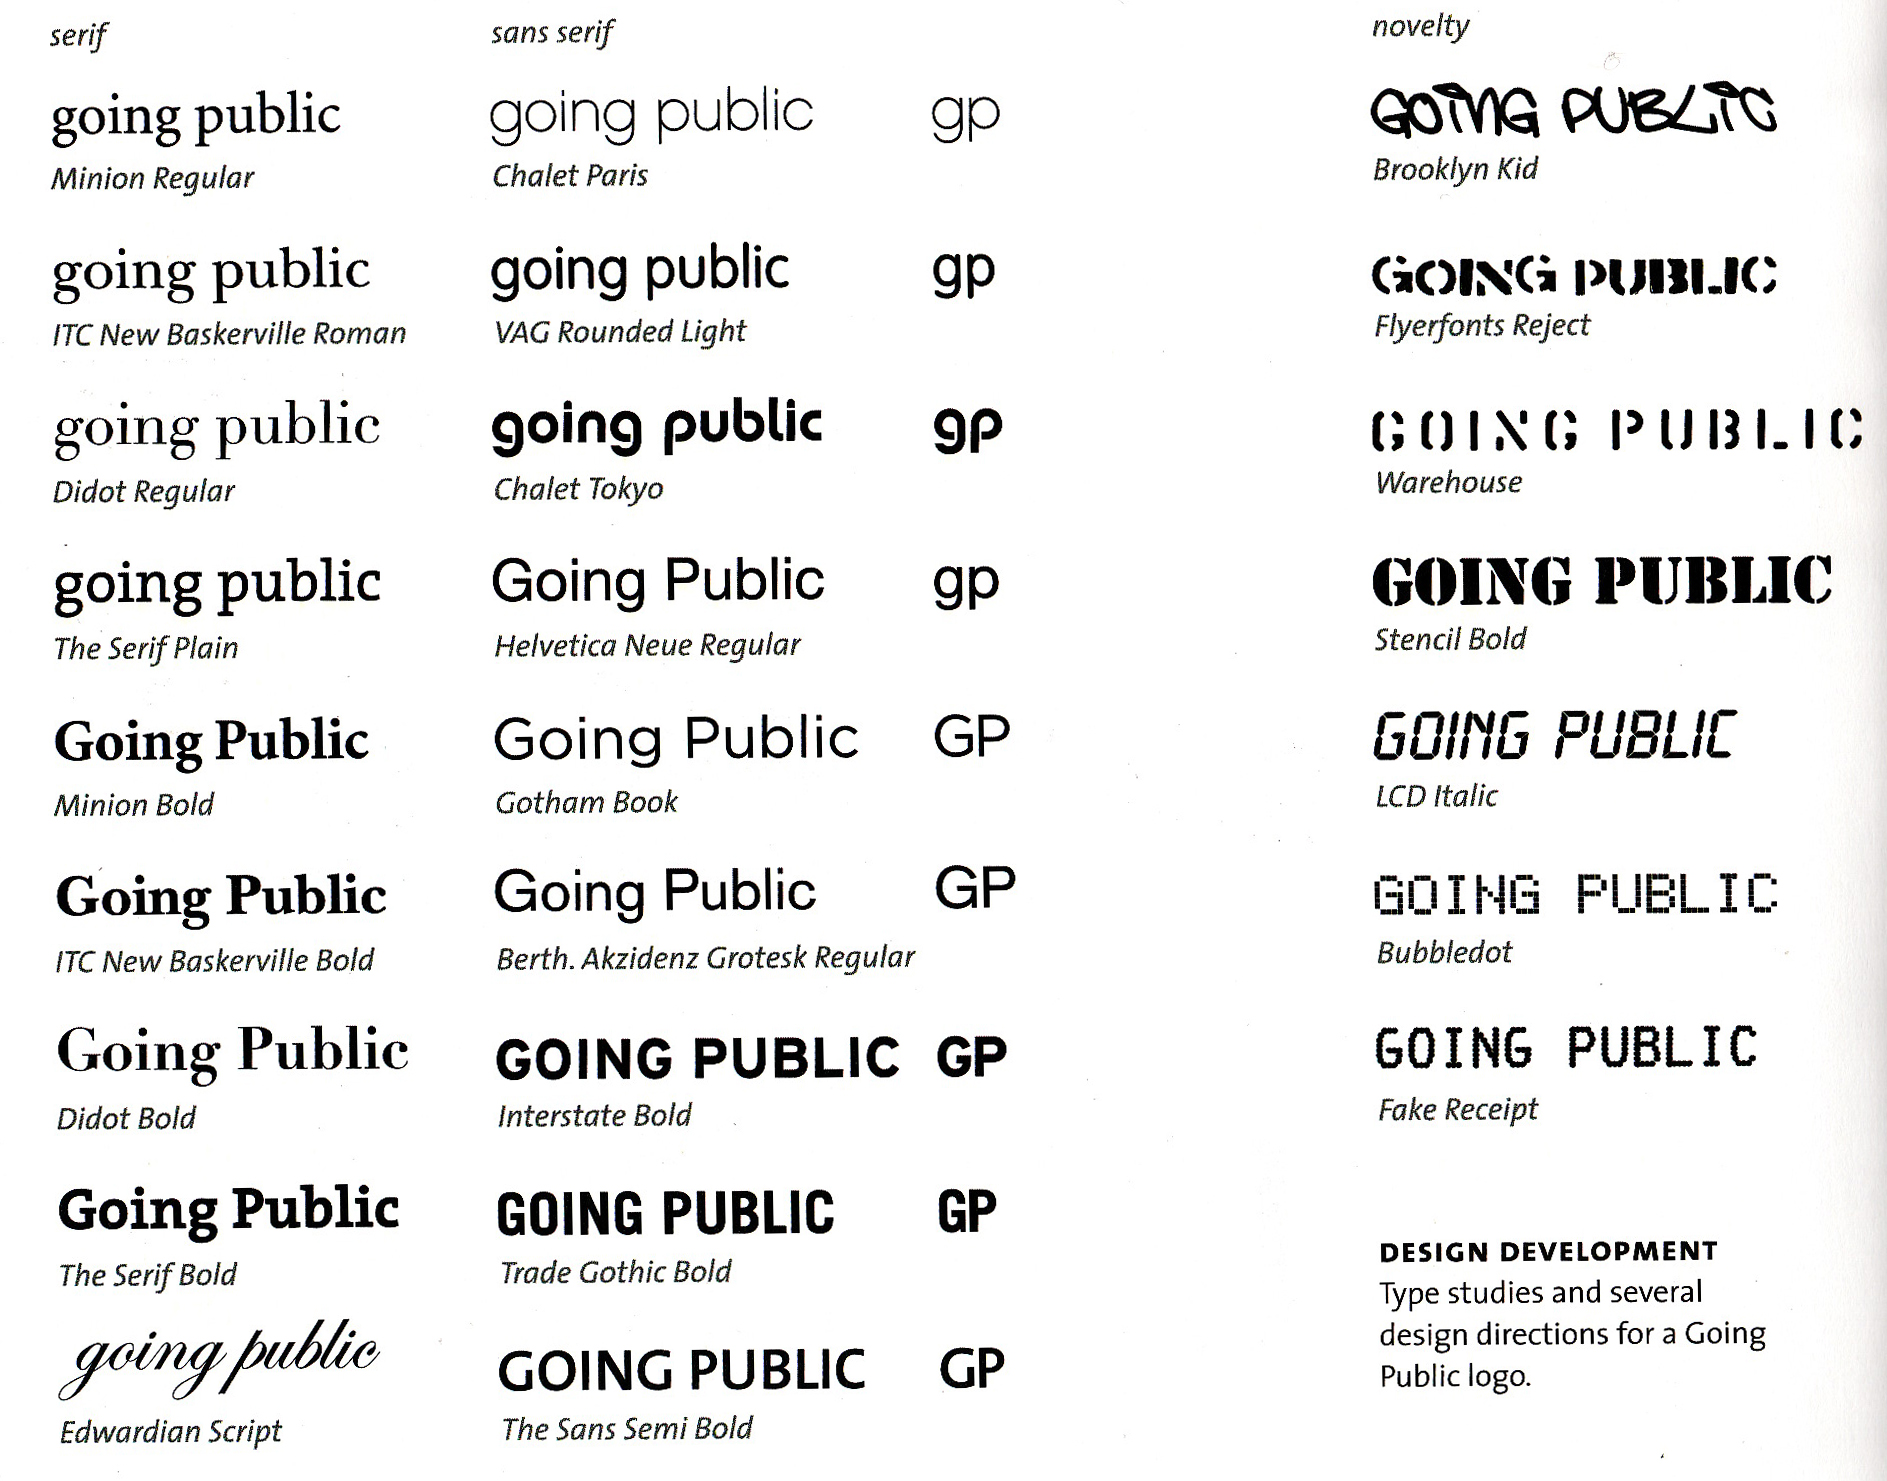 serif
going public
Minion Regular
going public
ITC New Baskerville Roman
going public
Didot Regular
going public
The Serif Plain
Going Public
Minion Bold
Going Public
ITC New Baskerville Bold
Going Public
Didot Bold
Going Public
The Serif Bold
going public
Edwardian Script
sans serif
going public gp
Chalet Paris
going public gp
VAG Rounded Light
going public gp
Chalet Tokyo
Going Public gp
Helvetica Neue Regular
Going Public GP
Gotham Book
Going Public GP
Berth. Akzidenz Grotesk Regular
GOING PUBLIC GP
Interstate Bold
GOING PUBLIC GP
Trade Gothic Bold
GOING PUBLIC GP
The Sans Semi Bold
novelty
GOING PUBLIC
Brooklyn Kid
GOING PUBLIC
Flyerfonts Reject
GOING PUBLIC
Warehouse
GOING PUBLIC
Stencil Bold
GOING PUBLIC
LCD Italic
GOING PUBLIC
Bubbledot
GOING PUBLIC
Fake Receipt
DESIGN DEVELOPMENT
Type studies and several
design directions for a Going
Public logo.